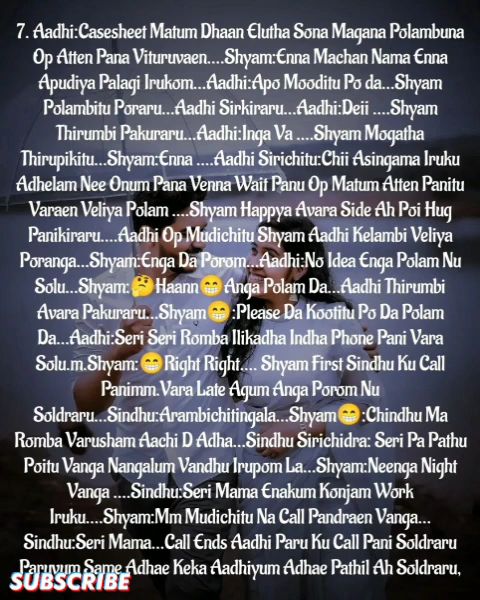 7. Aadhi:Casesheet Matum Dhaan Elutha Sona Magana Polambuna
Op Atten Pana Vituruvaen....Shyam:Enna Machan Nama Enna
Apudiya Palagi Irukom...Aadhi:Apo Mooditu Po da...Shyam
Polambitu Poraru...Aadhi Sirkiraru...Aadhi:Deii ....Shyam
Thirumbi Pakuraru...Aadhi:Inga Va ....Shyam Mogatha
Thirupikitu...Shyam:Enna ....Aadhi Sirichitu:Chii Asingama Iruku
Adhelam Nee Onum Pana Venna Wait Panu Op Matum Atten Panitu
Varaen Veliya Polam ....Shyam Happya Avara Side Ah Poi Hug
Panikiraru....Aadhi Op Mudichitu Shyam Aadhi Kelambi Veliya
Poranga...Shyam:Enga Da Porom...Aadhi:No Idea Enga Polam Nu
Solu...Shyam:🤔Haann😁Anga Polam Da...Aadhi Thirumbi
Avara Pakuraru...Shyam😁:Please Da Kootitu Po Da Polam
Da...Aadhi:Seri Seri Romba Ilikadha Indha Phone Pani Vara
Solu.m.Shyam:😁Right Right.... Shyam First Sindhu Ku Call
Panimm.Vara Late Agum Anga Porom Nu
Soldraru...Sindhu:Arambichitingala...Shyam😁:Chindhu Ma
Romba Varusham Aachi D Adha...Sindhu Sirichidra: Seri Pa Pathu
Poitu Vanga Nangalum Vandhu Irupom La...Shyam:Neenga Night
Vanga ....Sindhu:Seri Mama Enakum Konjam Work
Iruku....Shyam:Mm Mudichitu Na Call Pandraen Vanga...
Sindhu:Seri Mama...Call Ends Aadhi Paru Ku Call Pani Soldraru
Paruvum Same Adhae Keka Aadhiyum Adhae Pathil Ah Soldraru,
SUBSCRIBE